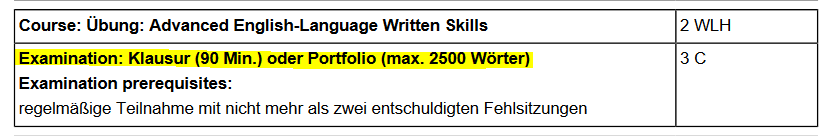 Course: Übung: Advanced English-Language Written Skills 2 WLH
Examination: Klausur (90 Min.) oder Portfolio (max. 2500 Wörter) 3 C
Examination prerequisites:
regelmäßige Teilnahme mit nicht mehr als zwei entschuldigten Fehlsitzungen